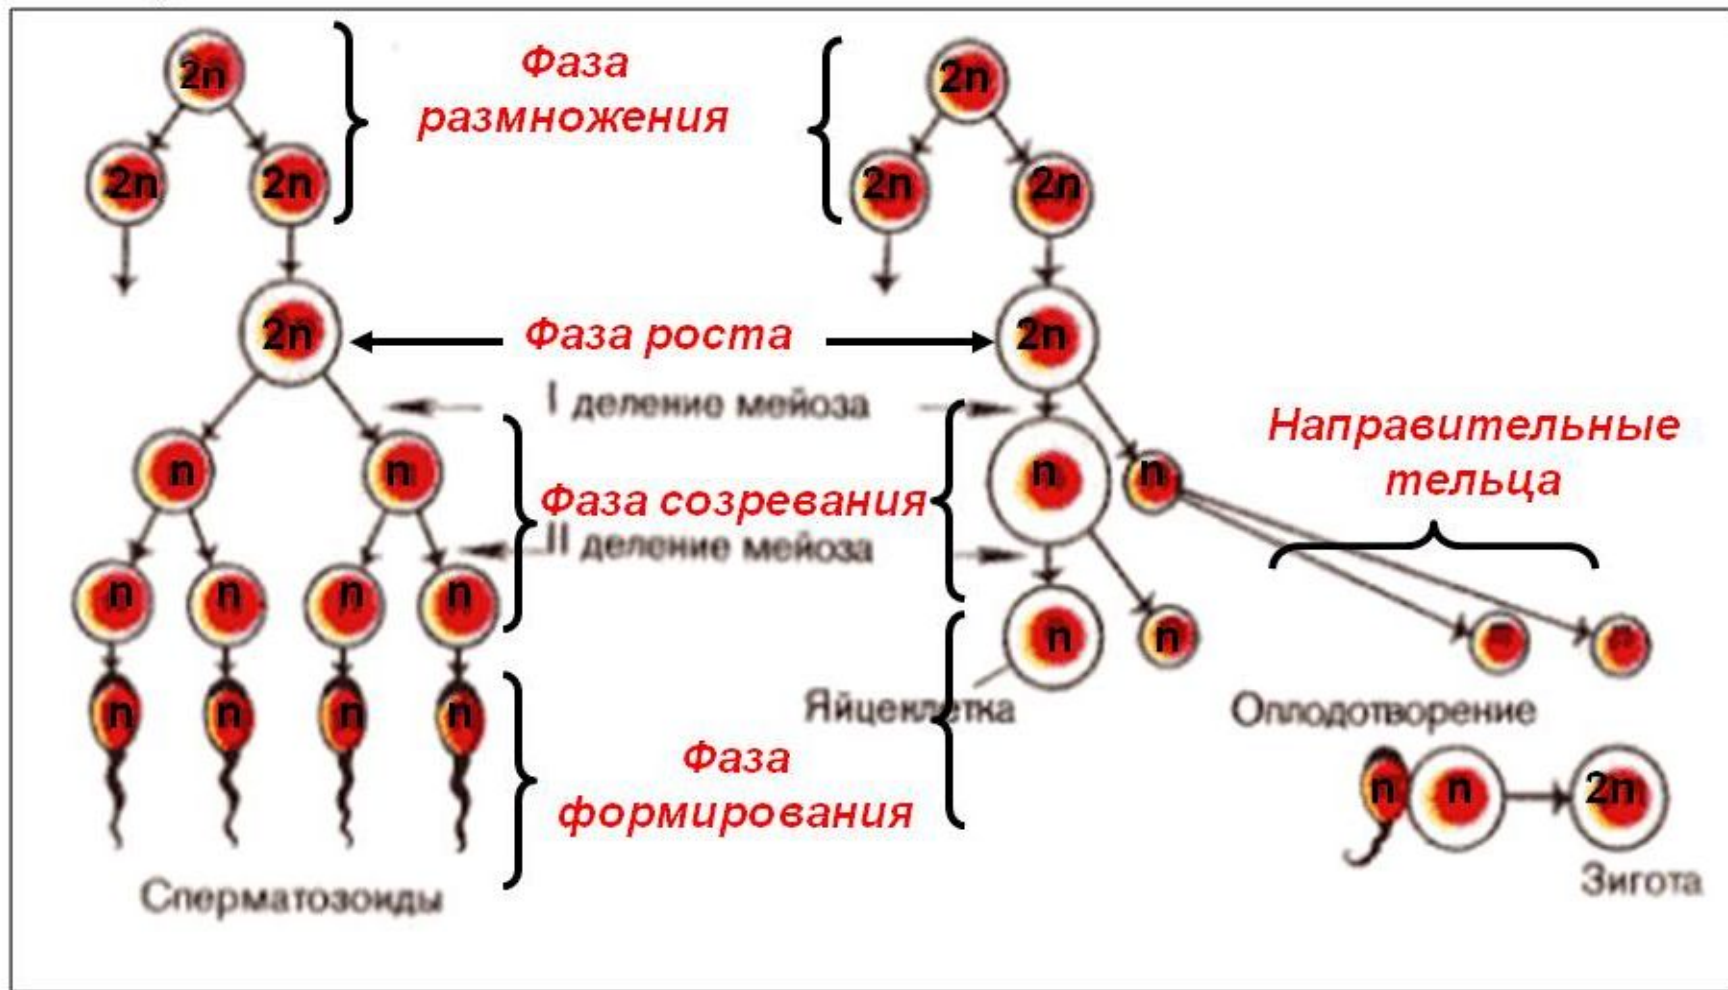 2n
2n
Фаза
размножения
2n
2n
2n
2n
2n
Фаза роста
2n
I деление мейоза
Направительные
тельца
n
n
n
n
Фаза созревания
II деление мейоза
n
n
n
n
n
n
Яйцеклетка
Оплодотворение
n
n
n
n
Фаза
формирования
n
n
2n
Зигота
Сперматозоиды